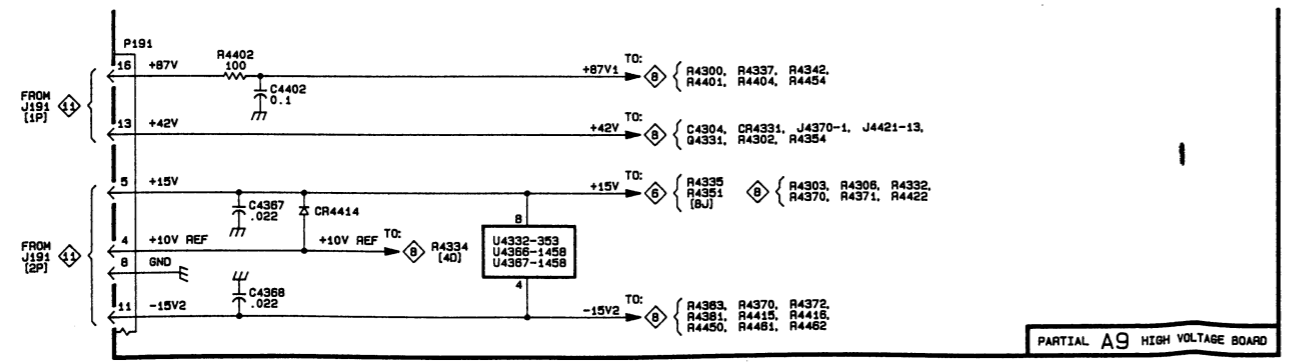 P191
16 +87V
R4402
100
C4402
0.1
+87V1
TO:
8
R4300, R4337, R4342,
R4401, R4404, R4454
FROM
J191
[1P]
11
13 +42V
+42V
TO:
8
C4304, CR4331, J4370-1, J4421-13,
Q4331, R4302, R4354
5 +15V
C4367
.022
CR4414
+15V
TO:
6
R4335
R4351
[8J]
8
R4303, R4306, R4332,
R4370, R4371, R4422
FROM
J191
[2P]
11
4 +10V REF
+10V REF
TO:
8
R4334
[4D]
8
U4332-353
U4366-1458
U4367-1458
4
8 GND
C4368
.022
11 -15V2
-15V2
TO:
8
R4363, R4370, R4372,
R4381, R4415, R4416,
R4450, R4461, R4462
PARTIAL A9 HIGH VOLTAGE BOARD